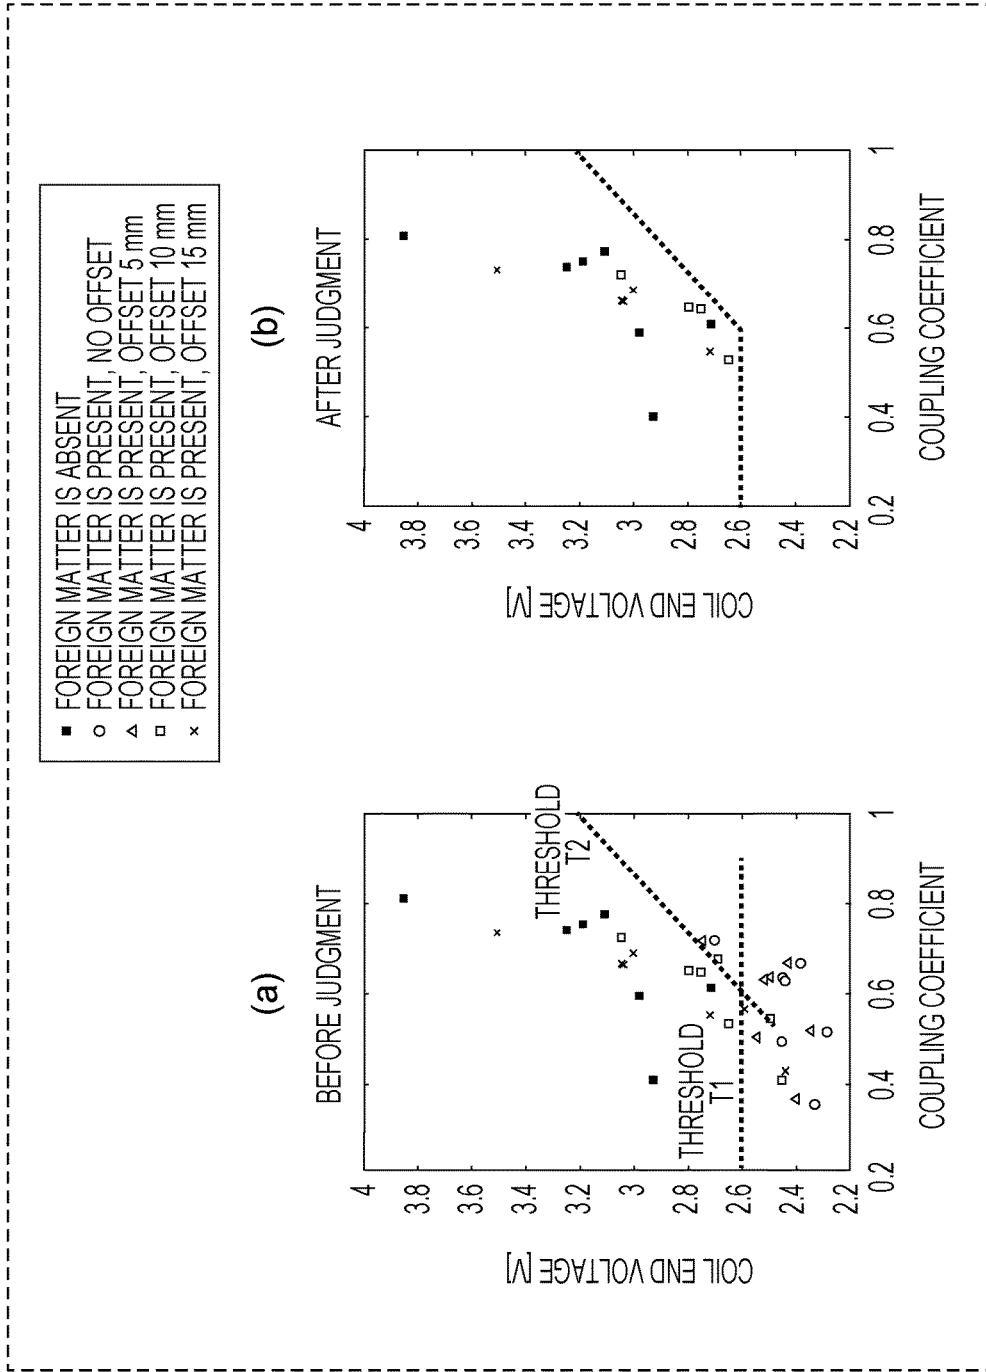 FOREIGN MATTER IS ABSENT
FOREIGN MATTER IS PRESENT, NO OFFSET
FOREIGN MATTER IS PRESENT, OFFSET 5 mm
FOREIGN MATTER IS PRESENT, OFFSET 10 mm
FOREIGN MATTER IS PRESENT, OFFSET 15 mm
(a)
BEFORE JUDGMENT
COIL END VOLTAGE [V]
4
3.8
3.6
3.4
3.2
3
2.8
2.6
2.4
2.2
THRESHOLD
T1
THRESHOLD
T2
0.2
0.4
0.6
0.8
1
COUPLING COEFFICIENT
(b)
AFTER JUDGMENT
COIL END VOLTAGE [V]
4
3.8
3.6
3.4
3.2
3
2.8
2.6
2.4
2.2
0.2
0.4
0.6
0.8
1
COUPLING COEFFICIENT